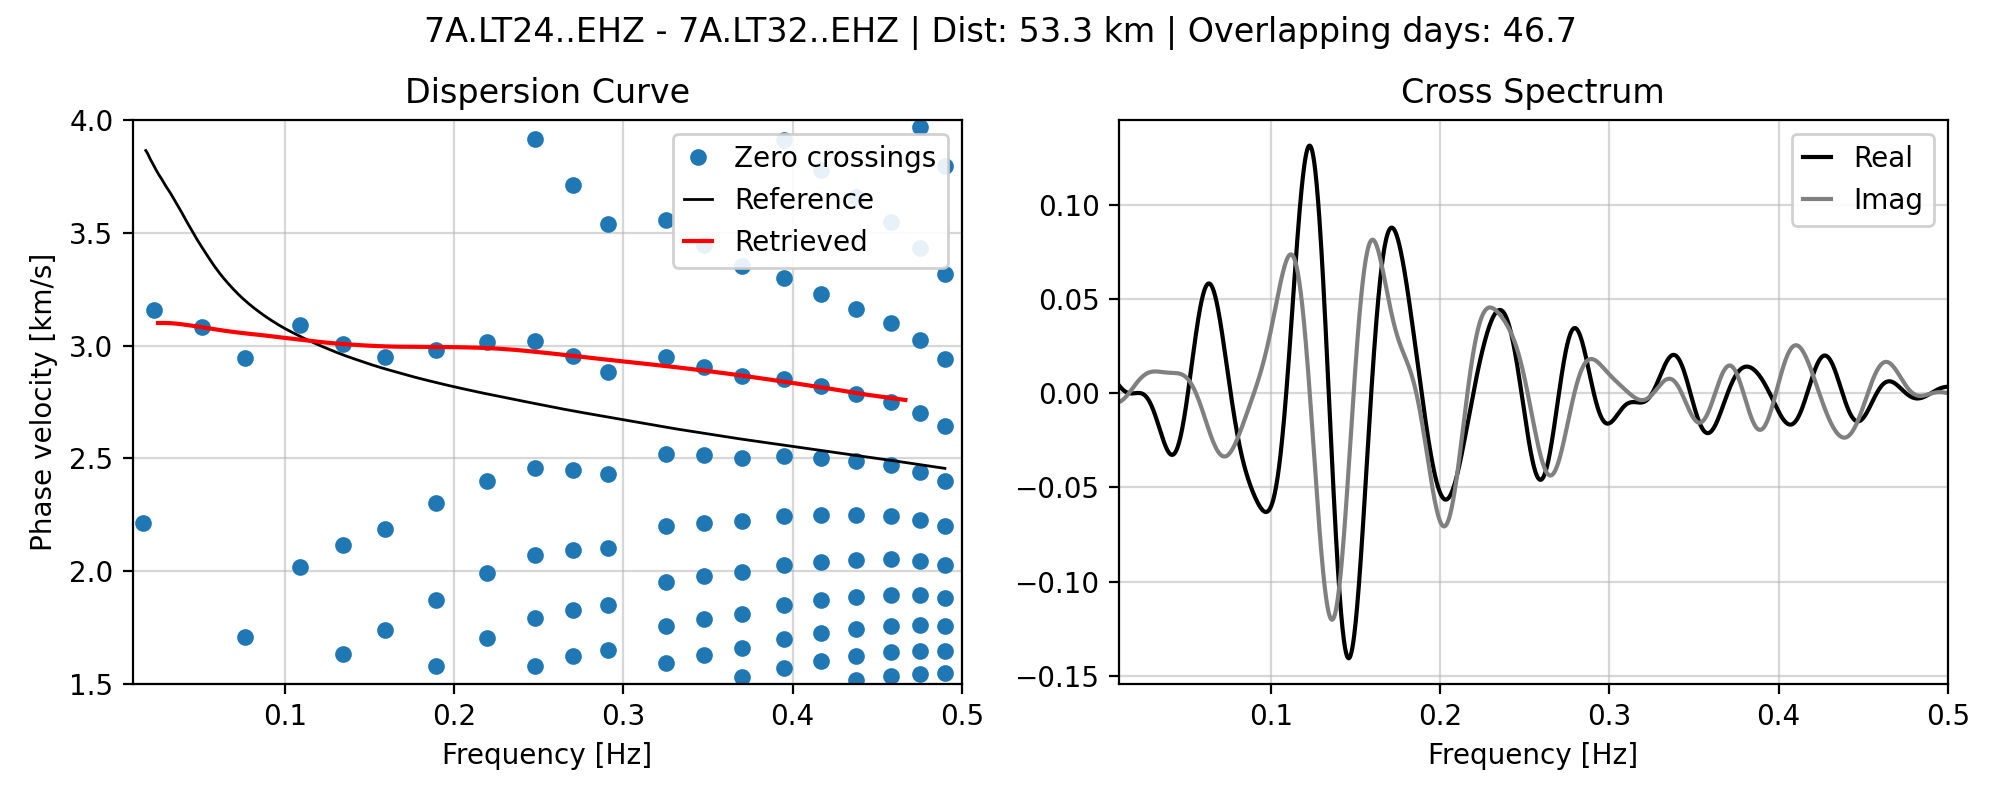 7A.LT24..EHZ - 7A.LT32..EHZ | Dist: 53.3 km | Overlapping days: 46.7
Dispersion Curve
Zero crossings
Reference
Retrieved
4.0
3.5
3.0
2.5
2.0
1.5
Phase velocity [km/s]
0.1
0.2
0.3
0.4
0.5
Frequency [Hz]
Cross Spectrum
Real
Imag
0.10
0.05
0.00
−0.05
−0.10
−0.15
0.1
0.2
0.3
0.4
0.5
Frequency [Hz]